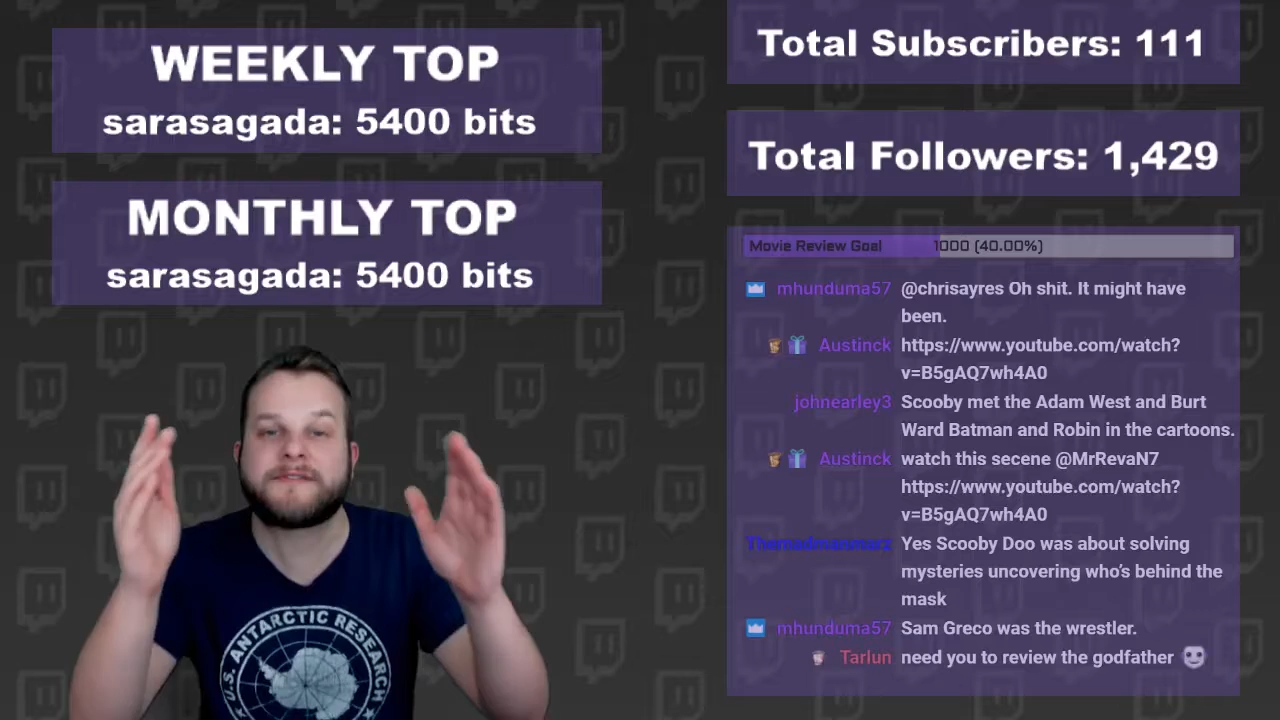 WEEKLY TOP
sarasagada: 5400 bits
MONTHLY TOP
sarasagada: 5400 bits
U.S. ANTARCTIC RESEARCH
Total Subscribers: 111
Total Followers: 1,429
Movie Review Goal 1000 (40.00%)
mhunduma57 @chrisayres Oh shit. It might have
been.
Austinck https://www.youtube.com/watch?
v=B5gAQ7wh4A0
johnearley3 Scooby met the Adam West and Burt
Ward Batman and Robin in the cartoons.
Austinck watch this secene @MrRevaN7
https://www.youtube.com/watch?
v=B5gAQ7wh4A0
Yes Scooby Doo was about solving
mysteries uncovering who's behind the
mask
mhunduma57 Sam Greco was the wrestler.
Tarlun need you to review the godfather